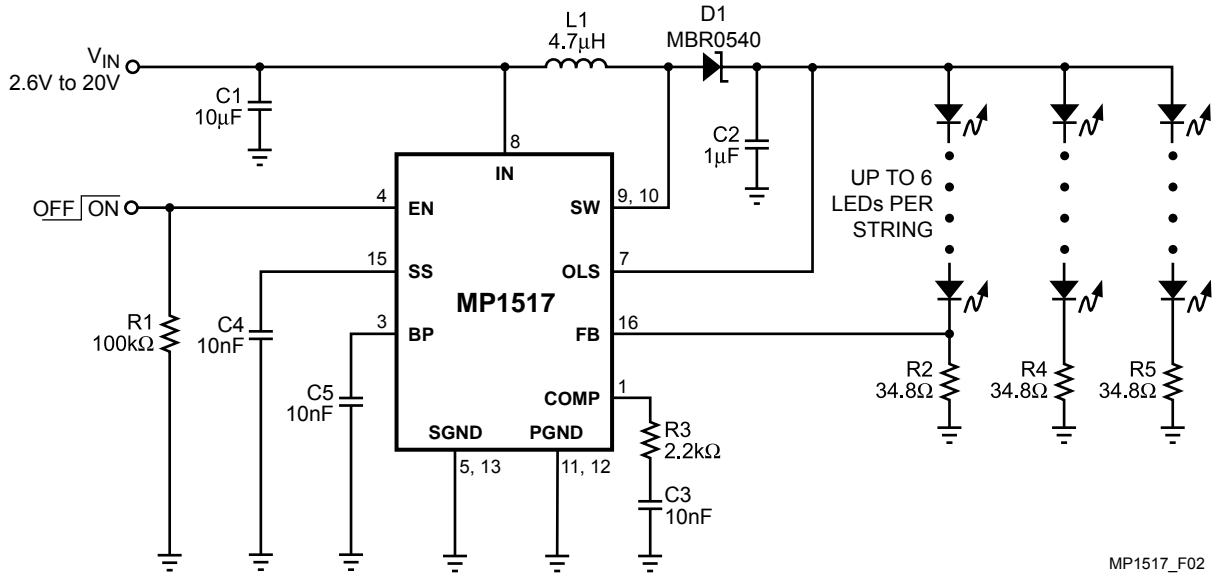 L1
4.7μH
D1
MBR0540
VIN
2.6V to 20V
C1
10μF
C2
1μF
8
IN
UP TO 6
LEDs PER
STRING
OFF ON
4
EN
SW
9, 10
15
SS
OLS
7
MP1517
R1
100kΩ
C4
10nF
3
BP
FB
16
C5
10nF
COMP
1
R2
34.8Ω
R4
34.8Ω
R5
34.8Ω
SGND
PGND
R3
2.2kΩ
5, 13
11, 12
C3
10nF
MP1517_F02